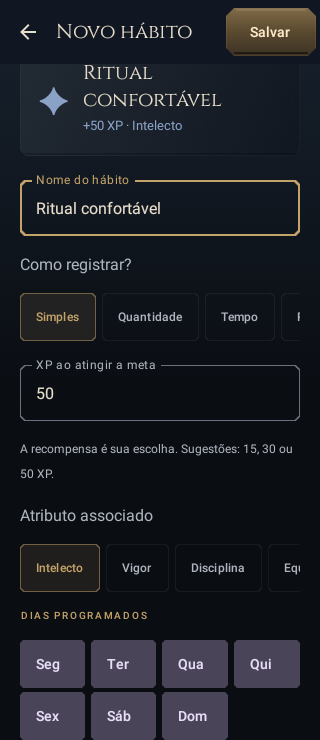 Novo hábito
Salvar
Ritual
confortável
+50 XP · Intelecto
Nome do hábito
Ritual confortável
Como registrar?
Simples
Quantidade
Tempo
XP ao atingir a meta
50
A recompensa é sua escolha. Sugestões: 15, 30 ou
50 XP.
Atributo associado
Intelecto
Vigor
Disciplina
Equ
DIAS PROGRAMADOS
Seg
Ter
Qua
Qui
Sex
Sáb
Dom